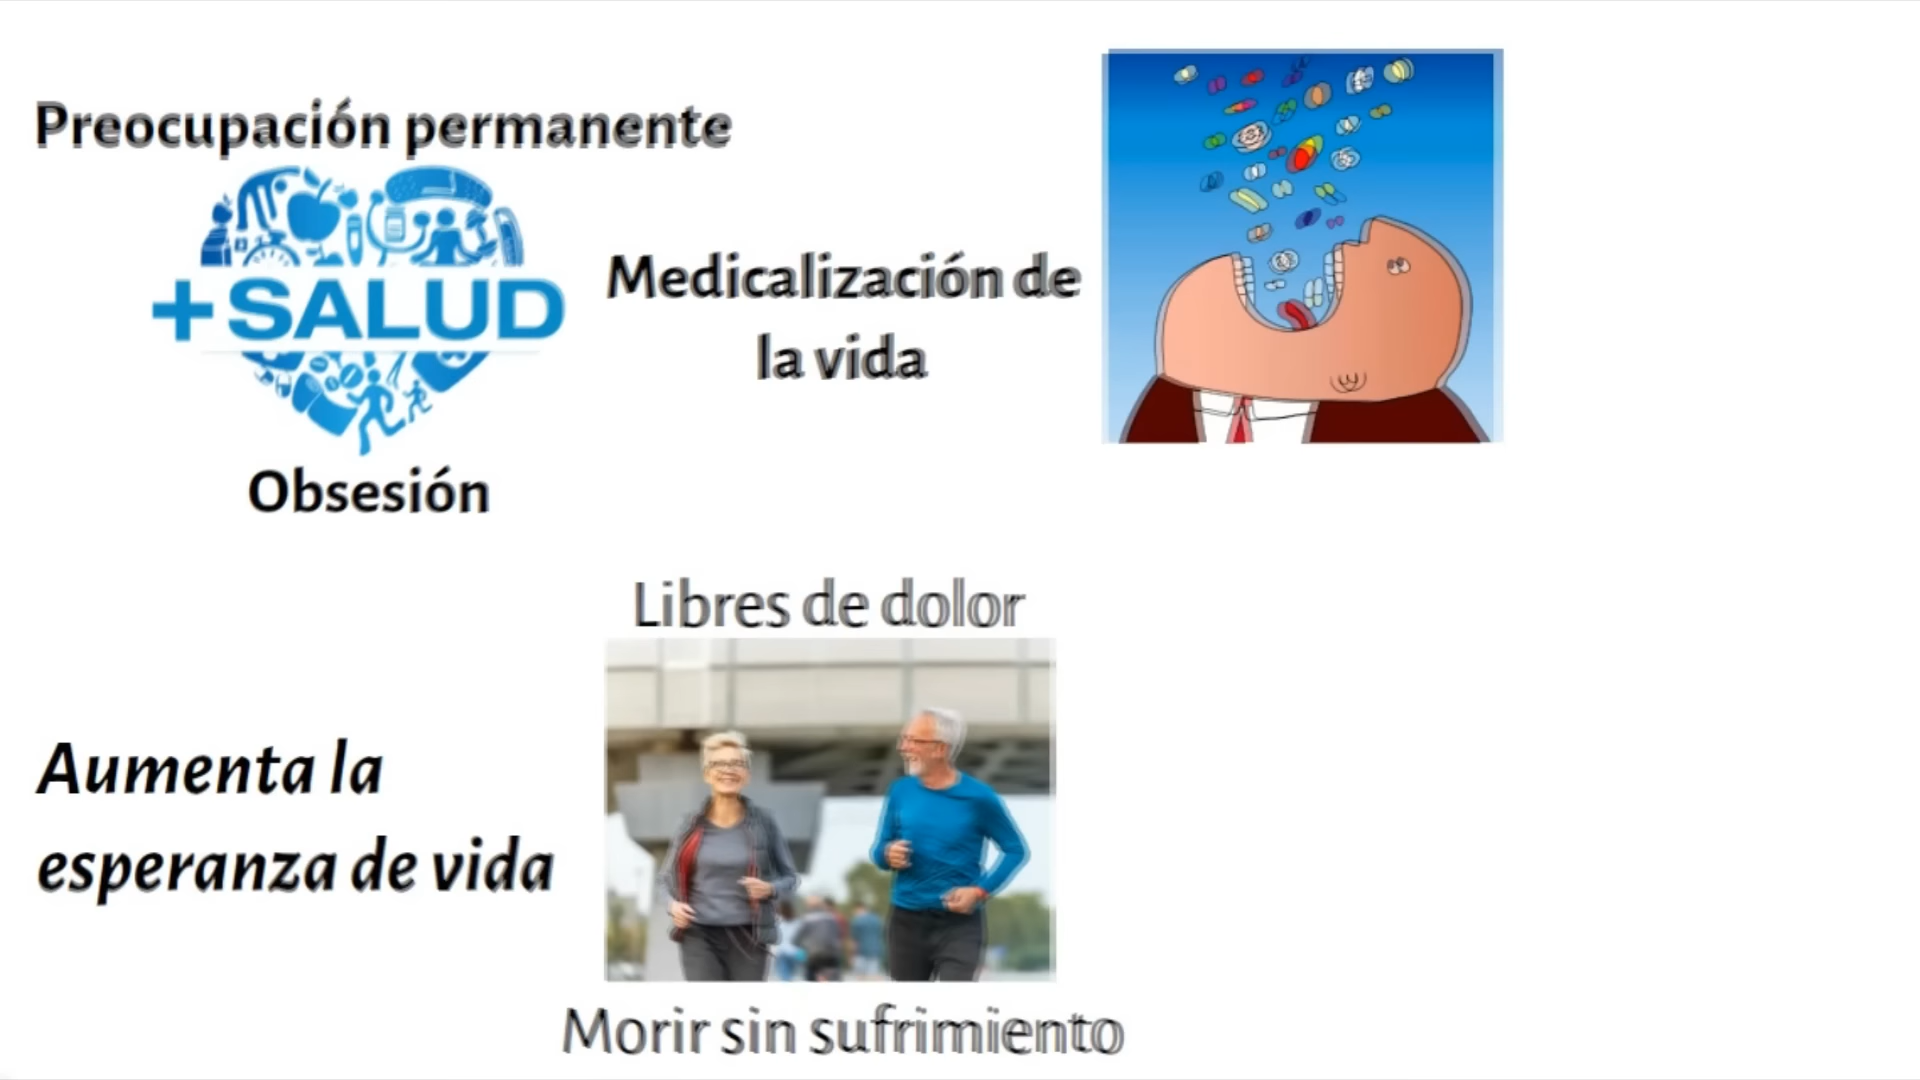 Preocupación permanente
+SALUD
Obsesión
Medicalización de
la vida
Libres de dolor
Aumenta la
esperanza de vida
Morir sin sufrimiento